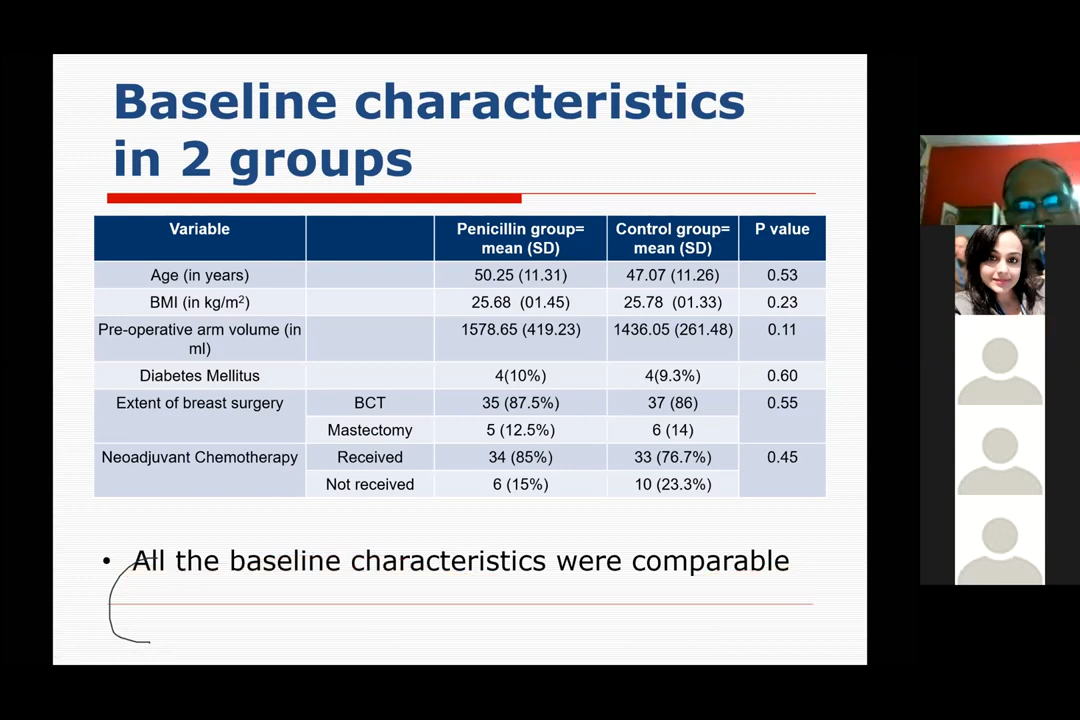 Baseline characteristics
in 2 groups
Variable Penicillin group= Control group= P value
mean (SD) mean (SD)
Age (in years) 50.25 (11.31) 47.07 (11.26) 0.53
BMI (in kg/m²) 25.68 (01.45) 25.78 (01.33) 0.23
Pre-operative arm volume (in 1578.65 (419.23) 1436.05 (261.48) 0.11
ml)
Diabetes Mellitus 4(10%) 4(9.3%) 0.60
Extent of breast surgery BCT 35 (87.5%) 37 (86) 0.55
Mastectomy 5 (12.5%) 6 (14)
Neoadjuvant Chemotherapy Received 34 (85%) 33 (76.7%) 0.45
Not received 6 (15%) 10 (23.3%)
• All the baseline characteristics were comparable